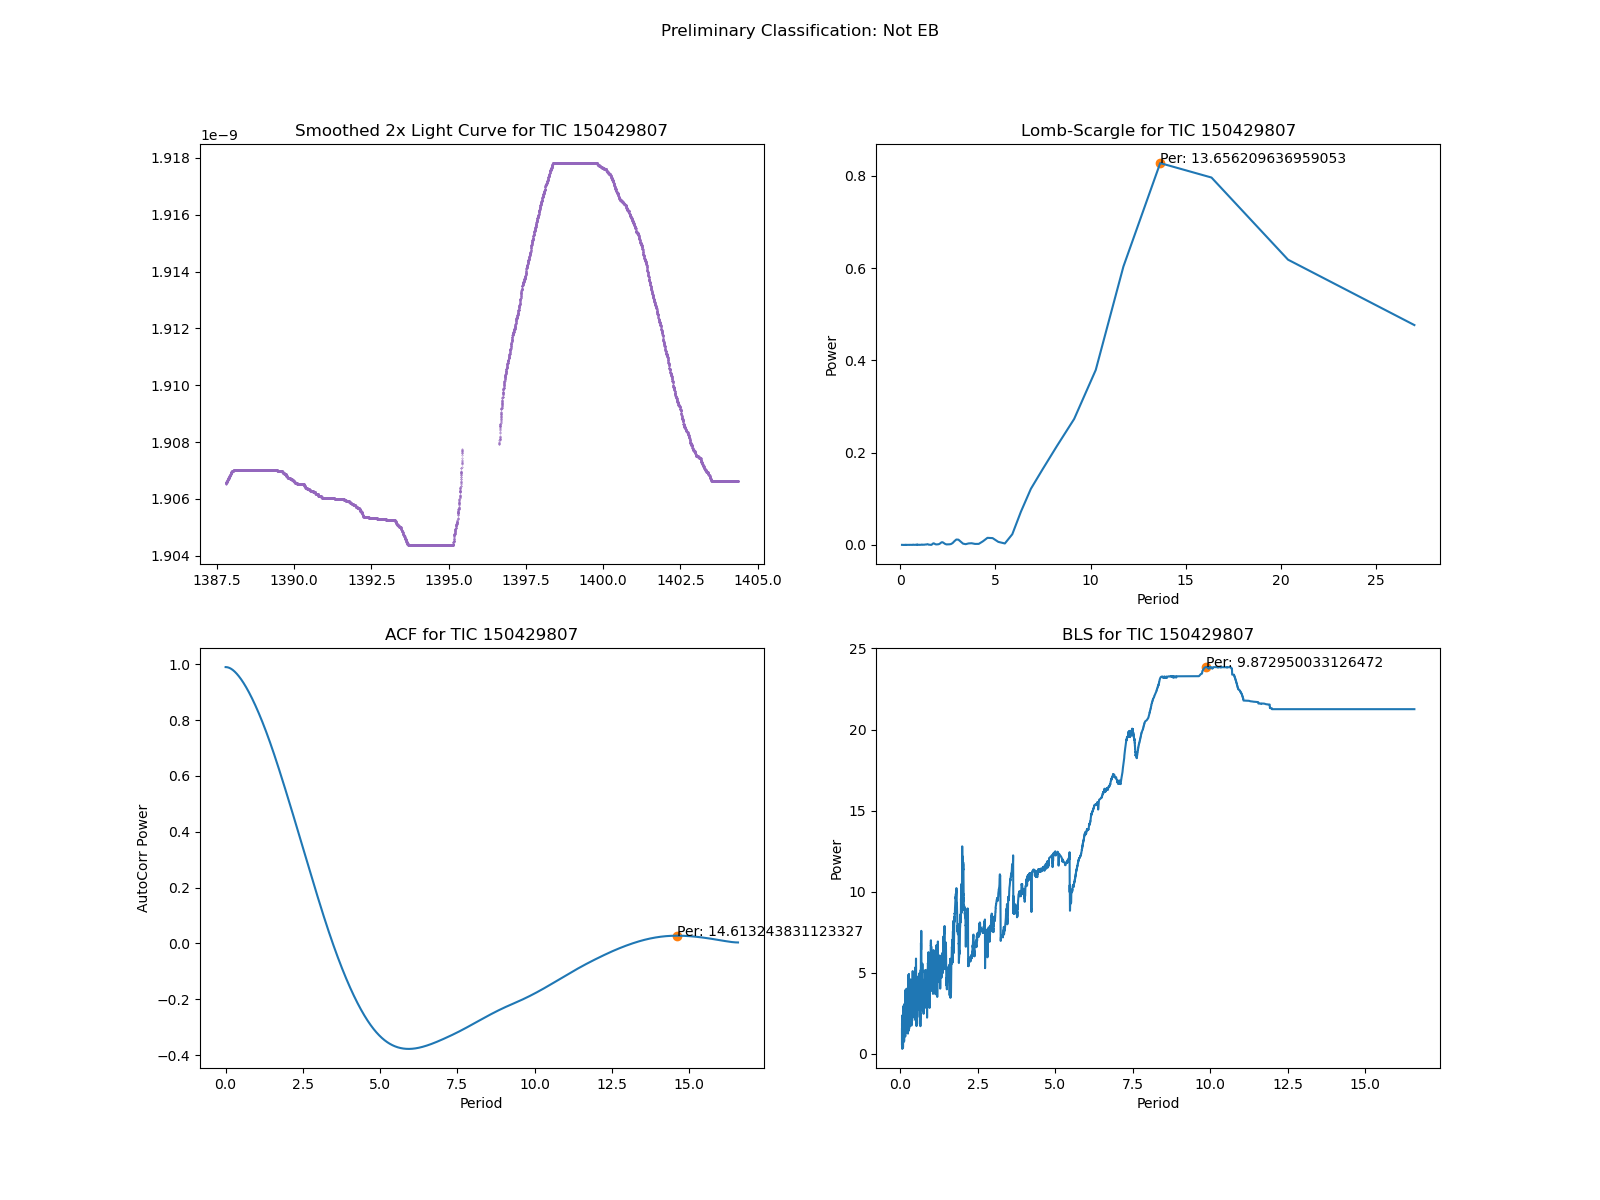 Preliminary Classification: Not EB
Smoothed 2x Light Curve for TIC 150429807
1e−9
1.918
1.916
1.914
1.912
1.910
1.908
1.906
1.904
1387.5 1390.0 1392.5 1395.0 1397.5 1400.0 1402.5 1405.0
Lomb-Scargle for TIC 150429807
Per: 13.656209636959053
Power
0.8
0.6
0.4
0.2
0.0
0 5 10 15 20 25
Period
ACF for TIC 150429807
AutoCorr Power
1.0
0.8
0.6
0.4
0.2
0.0
−0.2
−0.4
Per: 14.613243831123327
0.0 2.5 5.0 7.5 10.0 12.5 15.0
Period
BLS for TIC 150429807
Per: 9.872950033126472
Power
25
20
15
10
5
0
0.0 2.5 5.0 7.5 10.0 12.5 15.0
Period